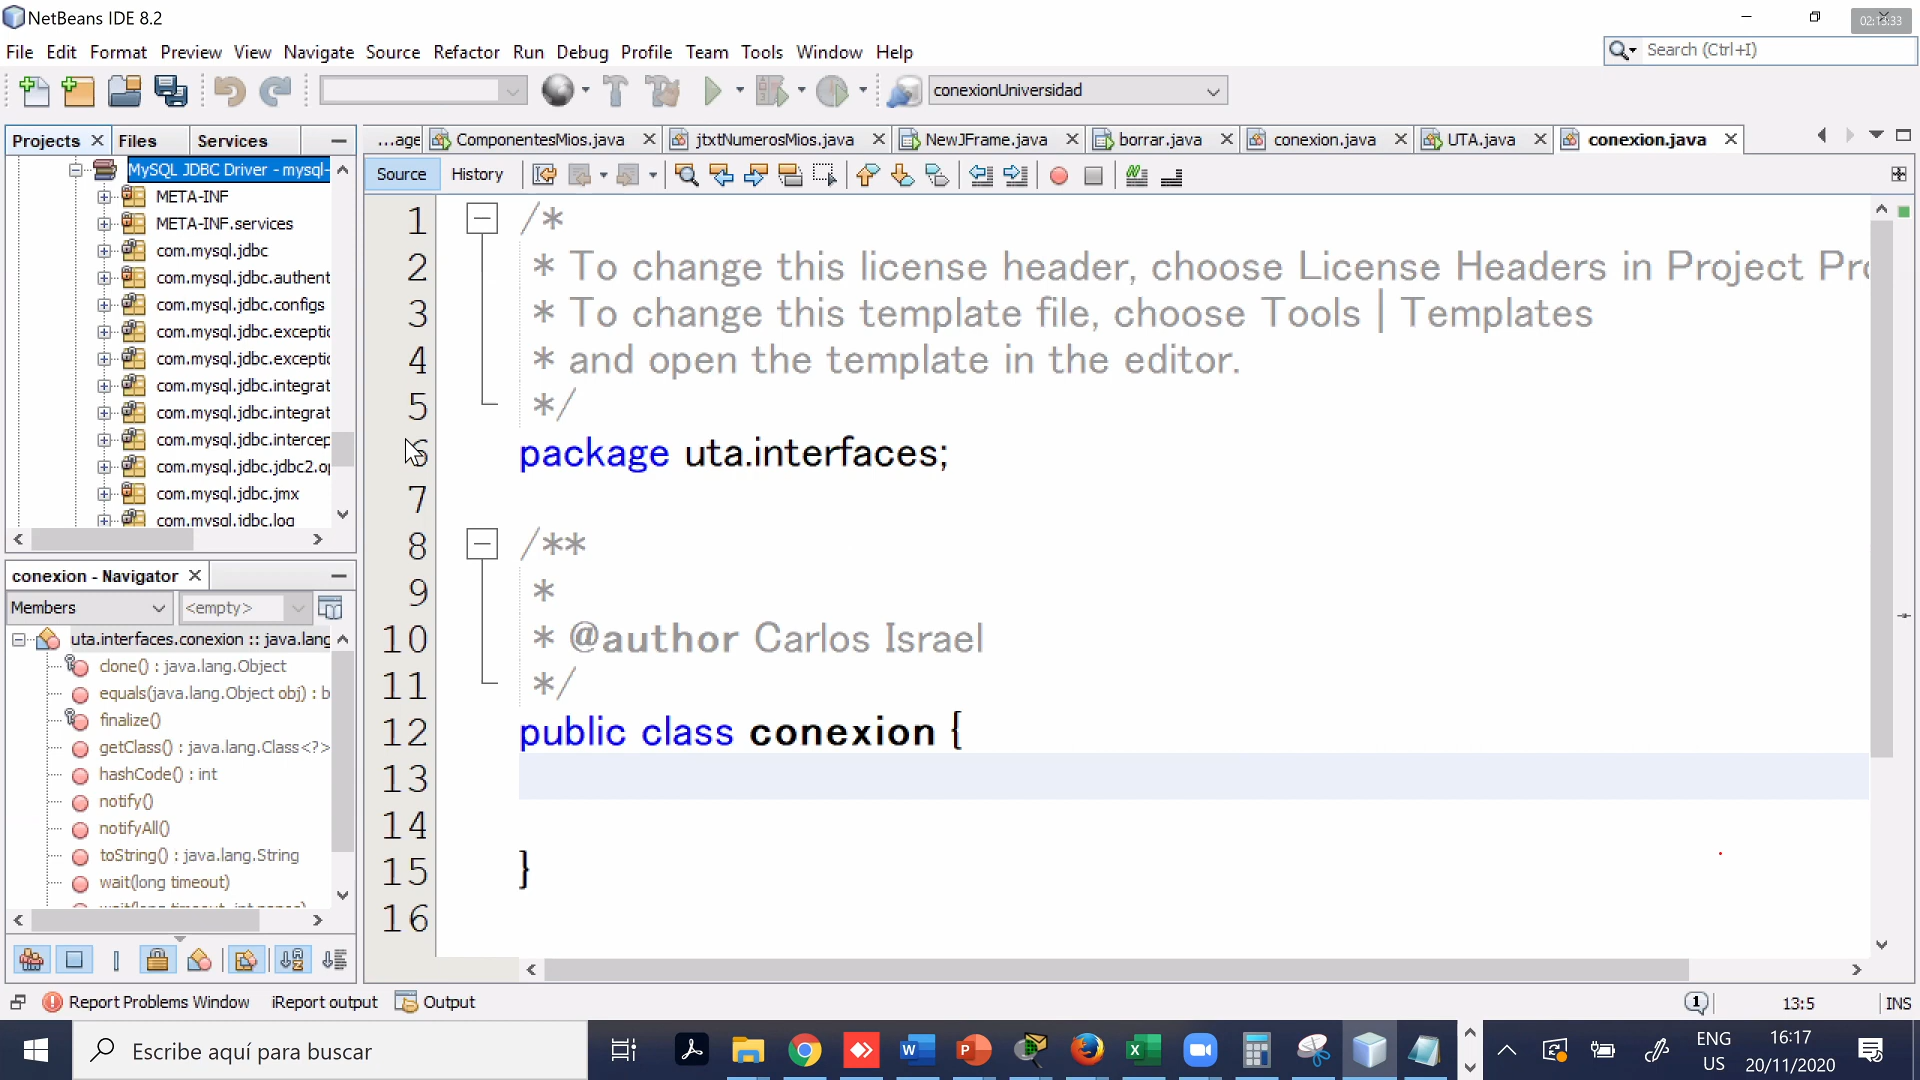 NetBeans IDE 8.2
02:13:33
File Edit Format Preview View Navigate Source Refactor Run Debug Profile Team Tools Window Help
Search (Ctrl+I)
conexionUniversidad
Projects Files Services
...age ComponentesMios.java jtxtNumerosMios.java NewJFrame.java borrar.java conexion.java UTA.java conexion.java
Source History
MySQL JDBC Driver - mysql-
META-INF
META-INF.services
com.mysql.jdbc
com.mysql.jdbc.authent
com.mysql.jdbc.configs
com.mysql.jdbc.exceptic
com.mysql.jdbc.exceptic
com.mysql.jdbc.integrat
com.mysql.jdbc.integrat
com.mysql.jdbc.intercep
com.mysql.jdbc.jdbc2.o
com.mysql.jdbc.jmx
com.mysql.jdbc.log
conexion - Navigator
Members <empty>
uta.interfaces.conexion :: java.lang
clone() : java.lang.Object
equals(java.lang.Object obj) : b
finalize()
getClass() : java.lang.Class<?>
hashCode() : int
notify()
notifyAll()
toString() : java.lang.String
wait(long timeout)
1 /*
2 * To change this license header, choose License Headers in Project Pro
3 * To change this template file, choose Tools | Templates
4 * and open the template in the editor.
5 */
6 package uta.interfaces;
7
8 /**
9 *
10 * @author Carlos Israel
11 */
12 public class conexion {
13
14
15 }
16
Report Problems Window iReport output Output
1 13:5 INS
Escribe aquí para buscar
ENG
US
16:17
20/11/2020